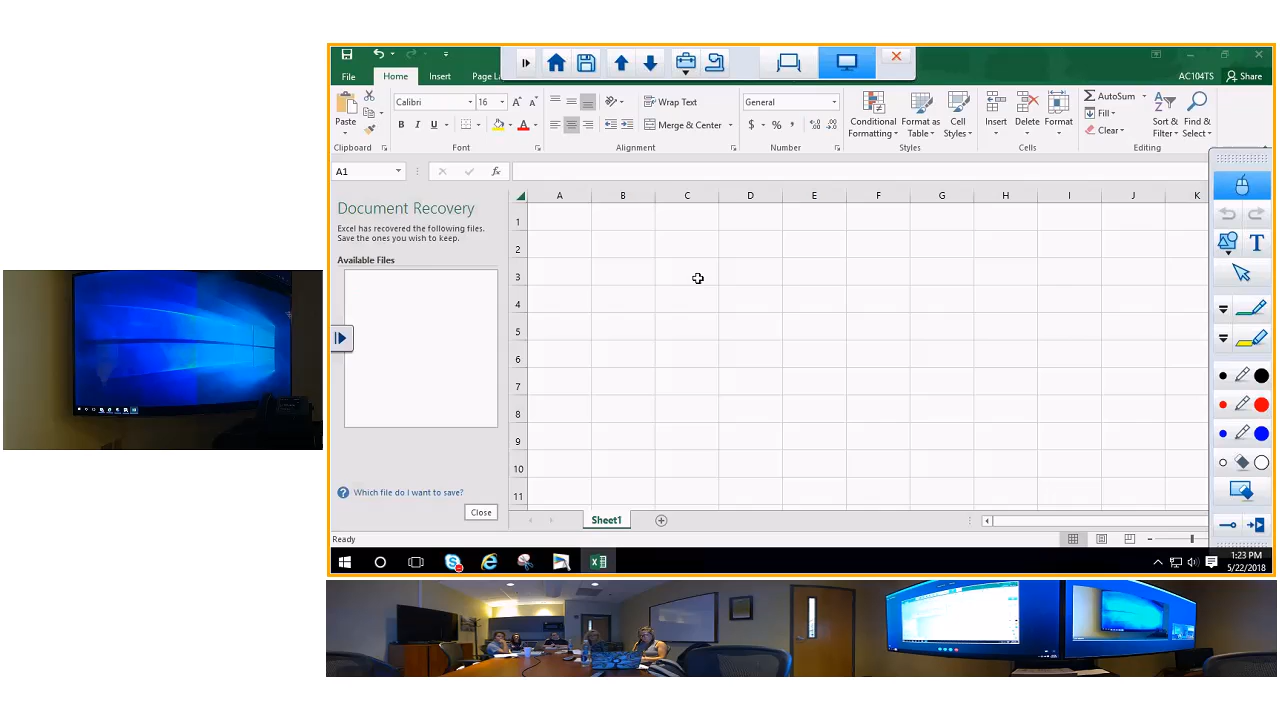 AC104TS Share
File Home Insert Page La
Paste
Calibri 16
B I U A
Wrap Text
Merge & Center
General
$ % ,
Conditional Formatting
Format as Table
Cell Styles
Insert Delete Format
AutoSum
Fill
Clear
Sort & Filter
Find & Select
Clipboard Font Alignment Number Styles Cells Editing
A1 fx
T
Document Recovery
Excel has recovered the following files.
Save the ones you wish to keep.
Available Files
Which file do I want to save?
Close
A B C D E F G H I J K
1
2
3
4
5
6
7
8
9
10
11
Sheet1
Ready
1:23 PM
5/22/2018